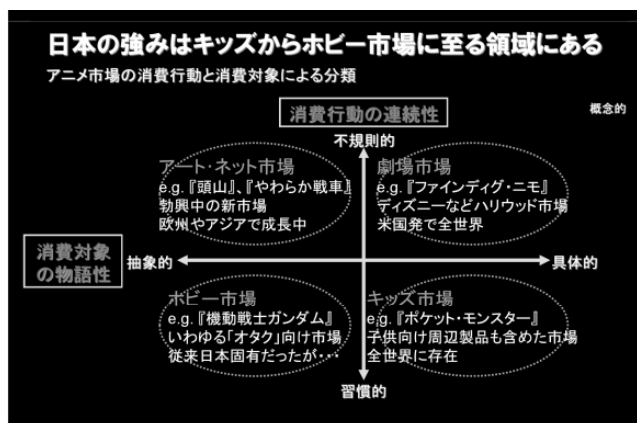 日本の強みはキッズからホビー市場に至る領域にある
アニメ市場の消費行動と消費対象による分類
消費行動の連続性
概念的
不規則的
アート・ネット市場
e.g.『頭山』、『やわらか戦車』
勃興中の新市場
欧州やアジアで成長中
劇場市場
e.g.『ファインディグ・ニモ』
ディズニーなどハリウッド市場
米国発で全世界
消費対象
の物語性
抽象的
具体的
ホビー市場
e.g.『機動戦士ガンダム』
いわゆる「オタク」向け市場
従来日本固有だったが・・・
キッズ市場
e.g.『ポケット・モンスター』
子供向け周辺製品も含めた市場
全世界に存在
習慣的